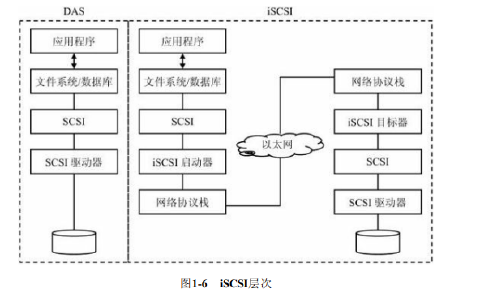 DAS
iSCSI
应用程序
文件系统/数据库
SCSI
SCSI 驱动器
应用程序
文件系统/数据库
SCSI
iSCSI 启动器
网络协议栈
以太网
网络协议栈
iSCSI 目标器
SCSI
SCSI 驱动器
图1-6 iSCSI层次